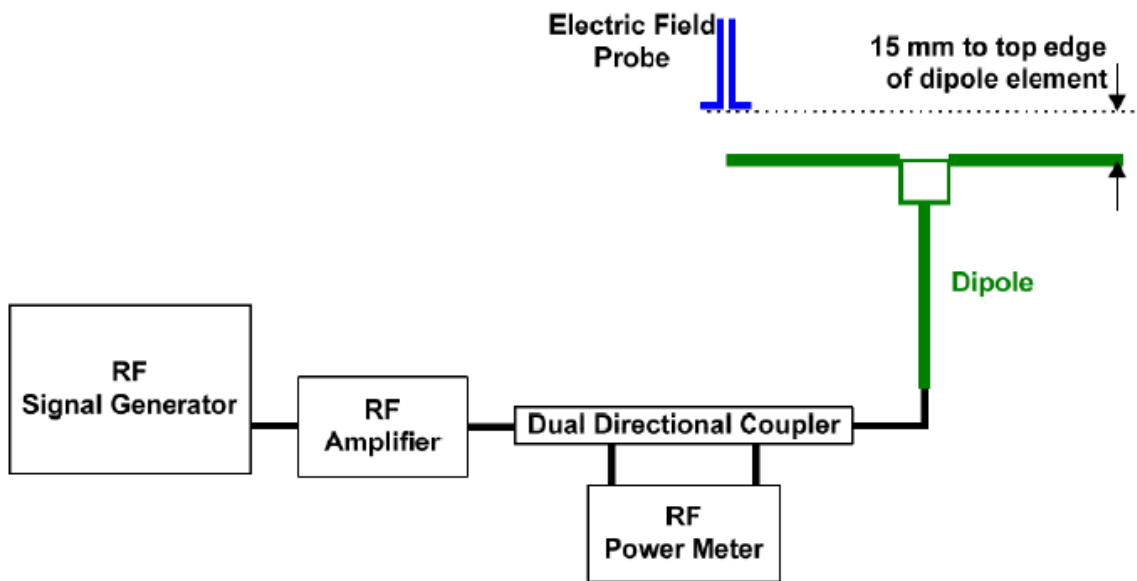 Electric Field
Probe
15 mm to top edge
of dipole element
Dipole
RF
Signal Generator
RF
Amplifier
Dual Directional Coupler
RF
Power Meter